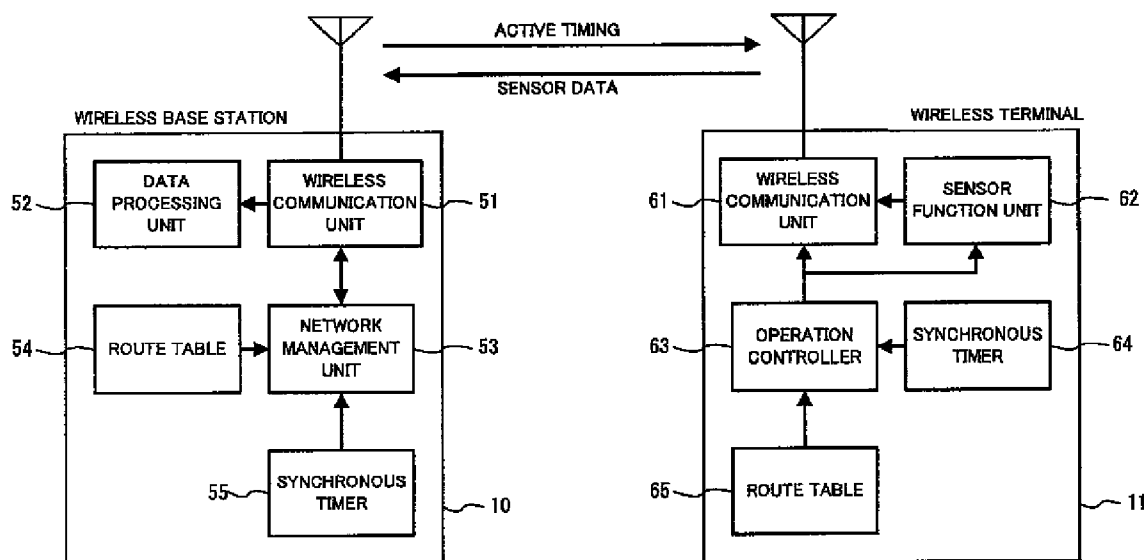 ACTIVE TIMING
SENSOR DATA
WIRELESS BASE STATION
DATA
PROCESSING
UNIT
52
WIRELESS
COMMUNICATION
UNIT
51
ROUTE TABLE
54
NETWORK
MANAGEMENT
UNIT
53
SYNCHRONOUS
TIMER
55
10
WIRELESS TERMINAL
61
WIRELESS
COMMUNICATION
UNIT
SENSOR
FUNCTION UNIT
62
63
OPERATION
CONTROLLER
SYNCHRONOUS
TIMER
64
65
ROUTE TABLE
11